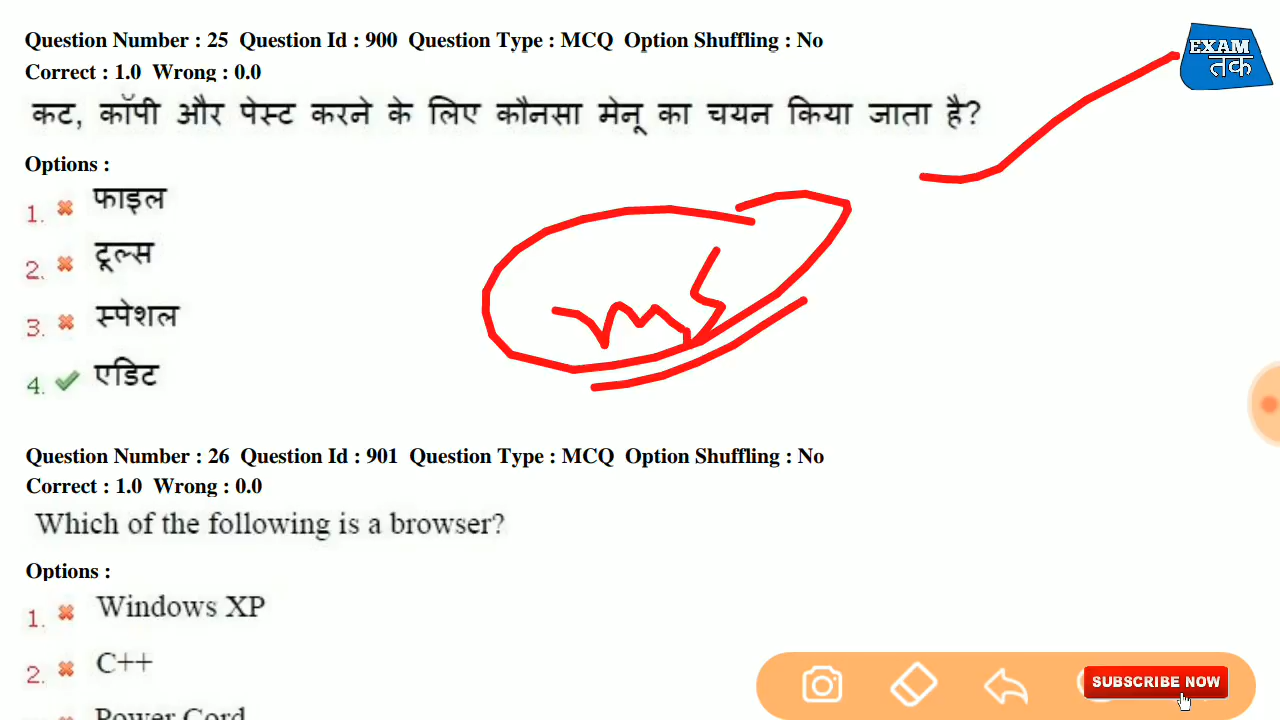 Question Number : 25 Question Id : 900 Question Type : MCQ Option Shuffling : No
Correct : 1.0 Wrong : 0.0
EXAM
तक
कट, कॉपी और पेस्ट करने के लिए कौनसा मेनू का चयन किया जाता है?
Options :
1. फाइल
2. टूल्स
3. स्पेशल
4. एडिट
ms
Question Number : 26 Question Id : 901 Question Type : MCQ Option Shuffling : No
Correct : 1.0 Wrong : 0.0
Which of the following is a browser?
Options :
1. Windows XP
2. C++
Power Cord
SUBSCRIBE NOW